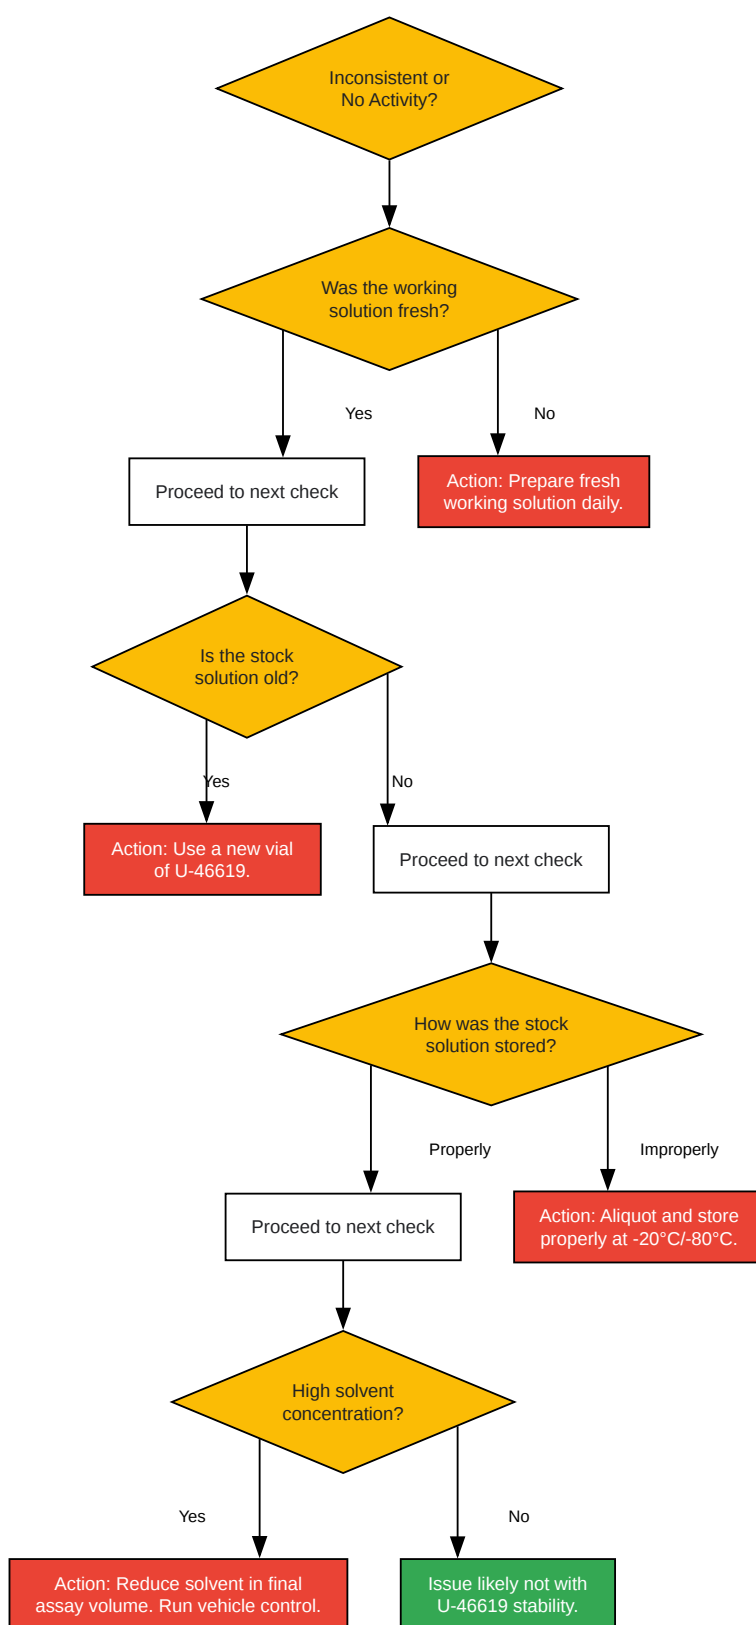 Inconsistent or
No Activity?
Was the working
solution fresh?
Yes
No
Proceed to next check
Action: Prepare fresh
working solution daily.
Is the stock
solution old?
Yes
No
Action: Use a new vial
of U-46619.
Proceed to next check
How was the stock
solution stored?
Properly
Improperly
Proceed to next check
Action: Aliquot and store
properly at -20°C/-80°C.
High solvent
concentration?
Yes
No
Action: Reduce solvent in final
assay volume. Run vehicle control.
Issue likely not with
U-46619 stability.